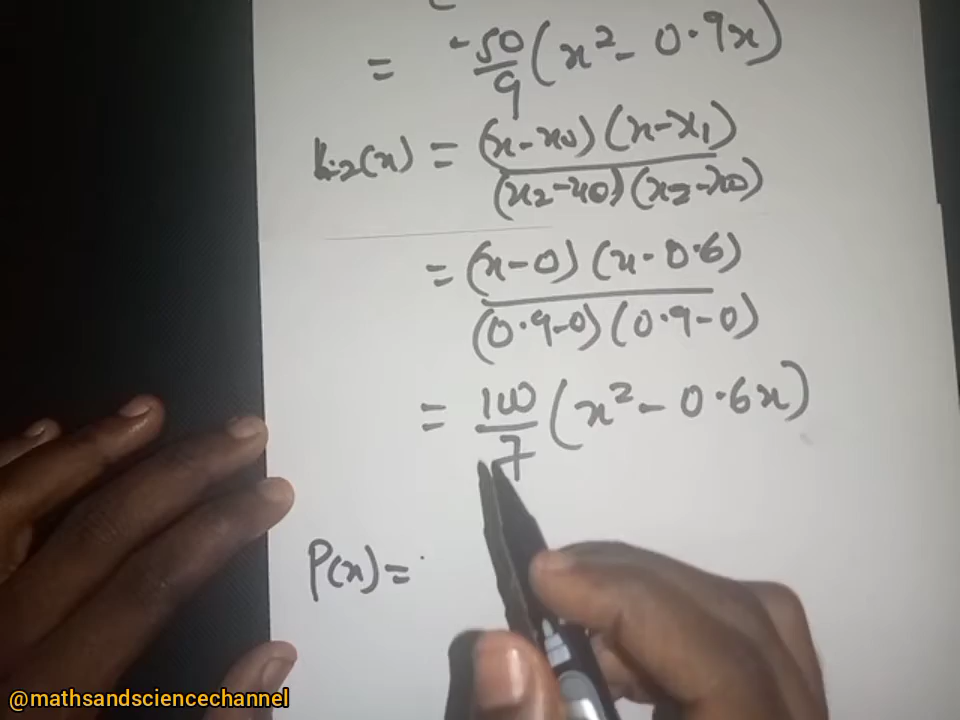 = -50/9 (x² - 0.9x)
L2(x) = (x-x0)(x-x1)/(x2-x0)(x2-x0)
= (x-0)(x-0.6)/(0.9-0)(0.9-0)
= 100/7 (x² - 0.6x)
P(x) =
@mathsandsciencechannel